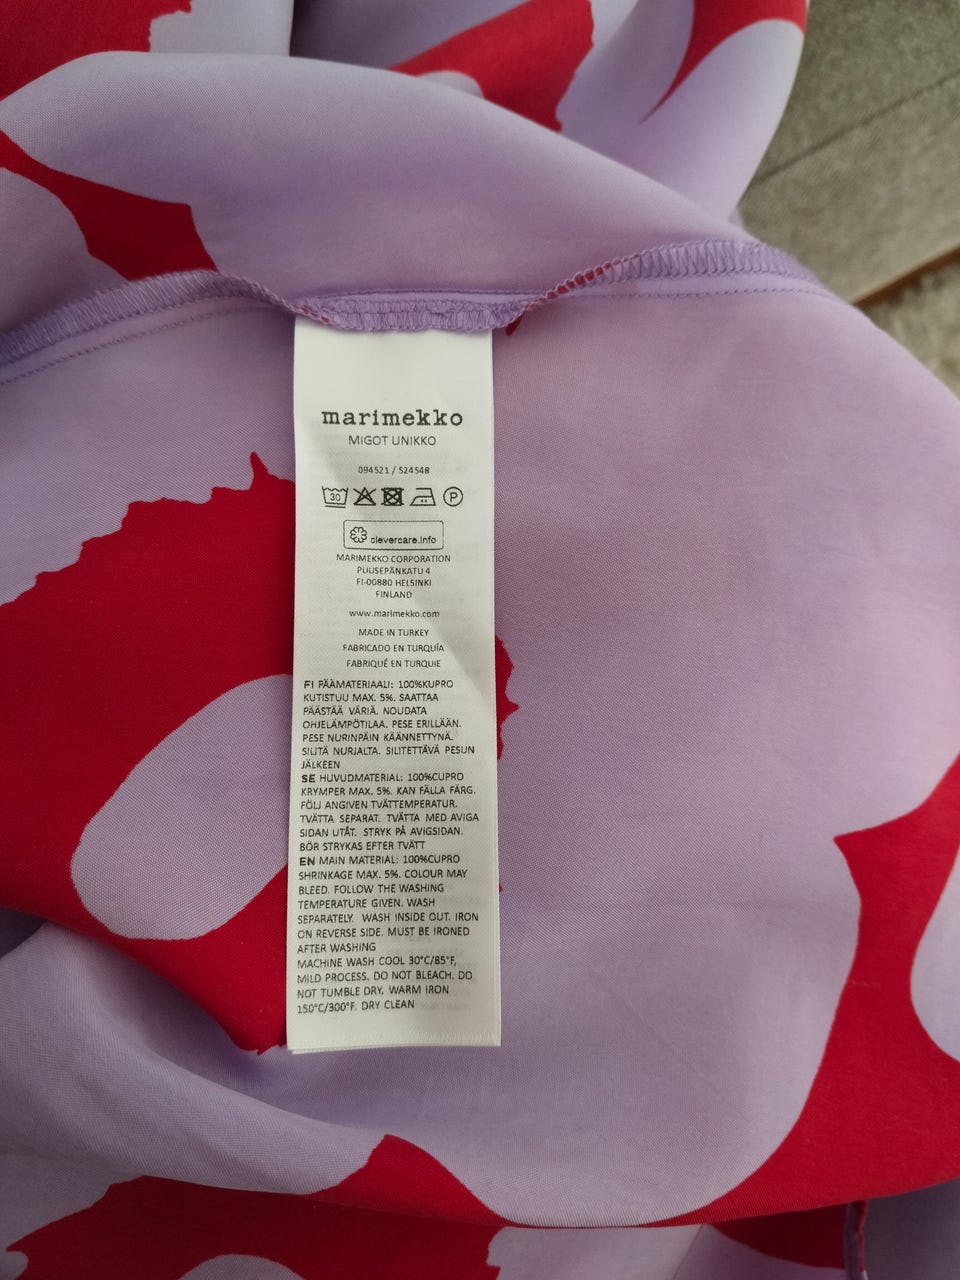 marimekko
MIGOT UNIKKO
094521 / 524548
30 P
clevercare.info
MARIMEKKO CORPORATION
PUUSEPÄNKATU 4
FI-00880 HELSINKI
FINLAND
www.marimekko.com
MADE IN TURKEY
FABRICADO EN TURQUÍA
FABRIQUÉ EN TURQUIE
FI PÄÄMATERIAALI: 100%KUPRO
KUTISTUU MAX. 5%. SAATTAA
PÄÄSTÄÄ VÄRIÄ. NOUDATA
OHJELÄMPÖTILAA. PESE ERILLÄÄN.
PESE NURINPÄIN KÄÄNNETTYNÄ.
SILITÄ NURJALTA. SILITETTÄVÄ PESUN
JÄLKEEN
SE HUVUDMATERIAL: 100%CUPRO
KRYMPER MAX. 5%. KAN FÄLLA FÄRG.
FÖLJ ANGIVEN TVÄTTEMPERATUR.
TVÄTTA SEPARAT. TVÄTTA MED AVIGA
SIDAN UTÅT. STRYK PÅ AVIGSIDAN.
BÖR STRYKAS EFTER TVÄTT
EN MAIN MATERIAL: 100%CUPRO
SHRINKAGE MAX. 5%. COLOUR MAY
BLEED. FOLLOW THE WASHING
TEMPERATURE GIVEN. WASH
SEPARATELY. WASH INSIDE OUT. IRON
ON REVERSE SIDE. MUST BE IRONED
AFTER WASHING
MACHINE WASH COOL 30°C/85°F,
MILD PROCESS. DO NOT BLEACH. DO
NOT TUMBLE DRY. WARM IRON
150°C/300°F. DRY CLEAN